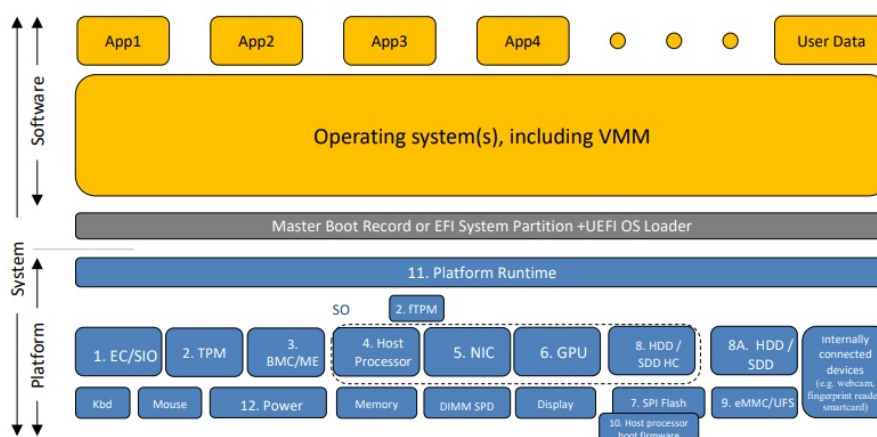 App1
App2
App3
App4
User Data
Software
Operating system(s), including VMM
Master Boot Record or EFI System Partition +UEFI OS Loader
System
Platform
11. Platform Runtime
SO
2. fTPM
1. EC/SIO
2. TPM
3.
BMC/ME
4. Host
Processor
5. NIC
6. GPU
8. HDD /
SDD HC
8A. HDD /
SDD
Internally
connected
devices
(e.g. webcam,
fingerprint reade
smartcard)
Kbd
Mouse
12. Power
Memory
DIMM SPD
Display
7. SPI Flash
9. eMMC/UFS
10. Host processor
boot firmware